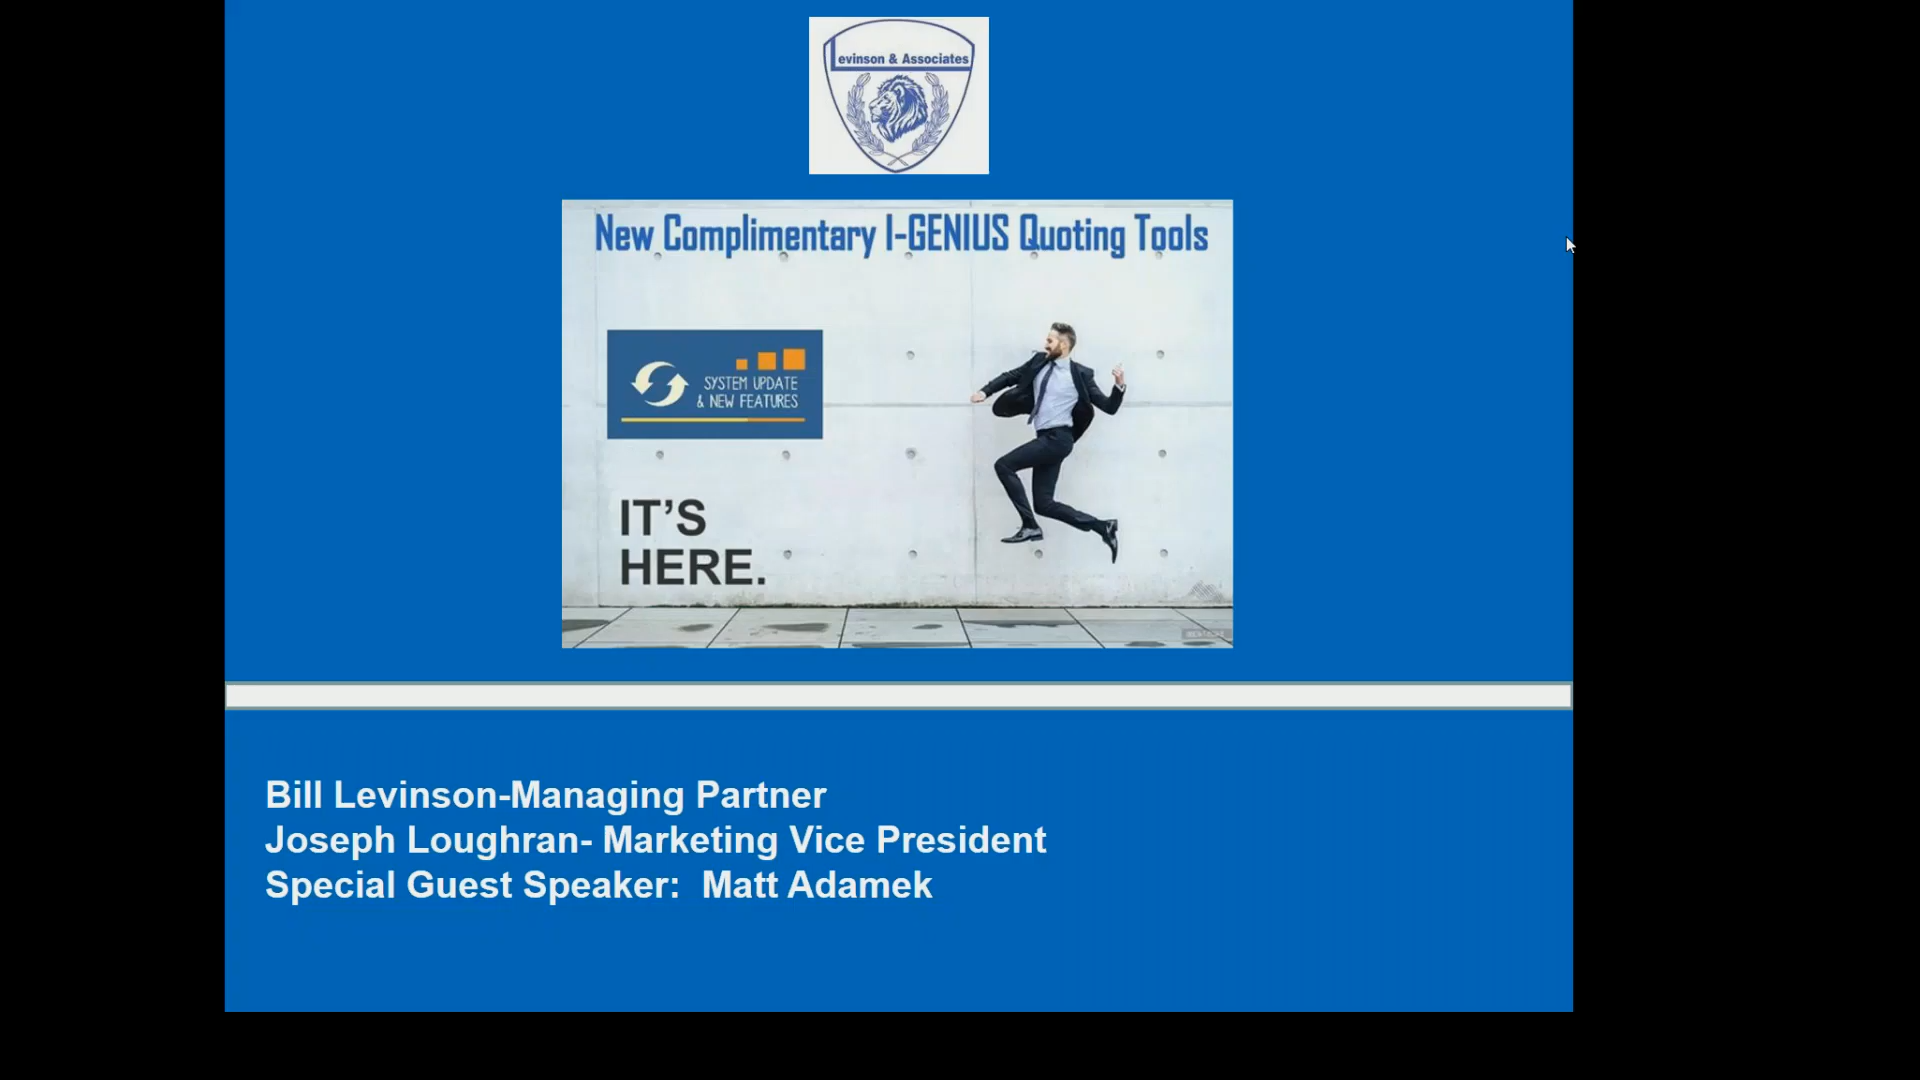 Levinson & Associates
New Complimentary I-GENIUS Quoting Tools
SYSTEM UPDATE
& NEW FEATURES
IT'S
HERE.
Bill Levinson-Managing Partner
Joseph Loughran- Marketing Vice President
Special Guest Speaker:  Matt Adamek